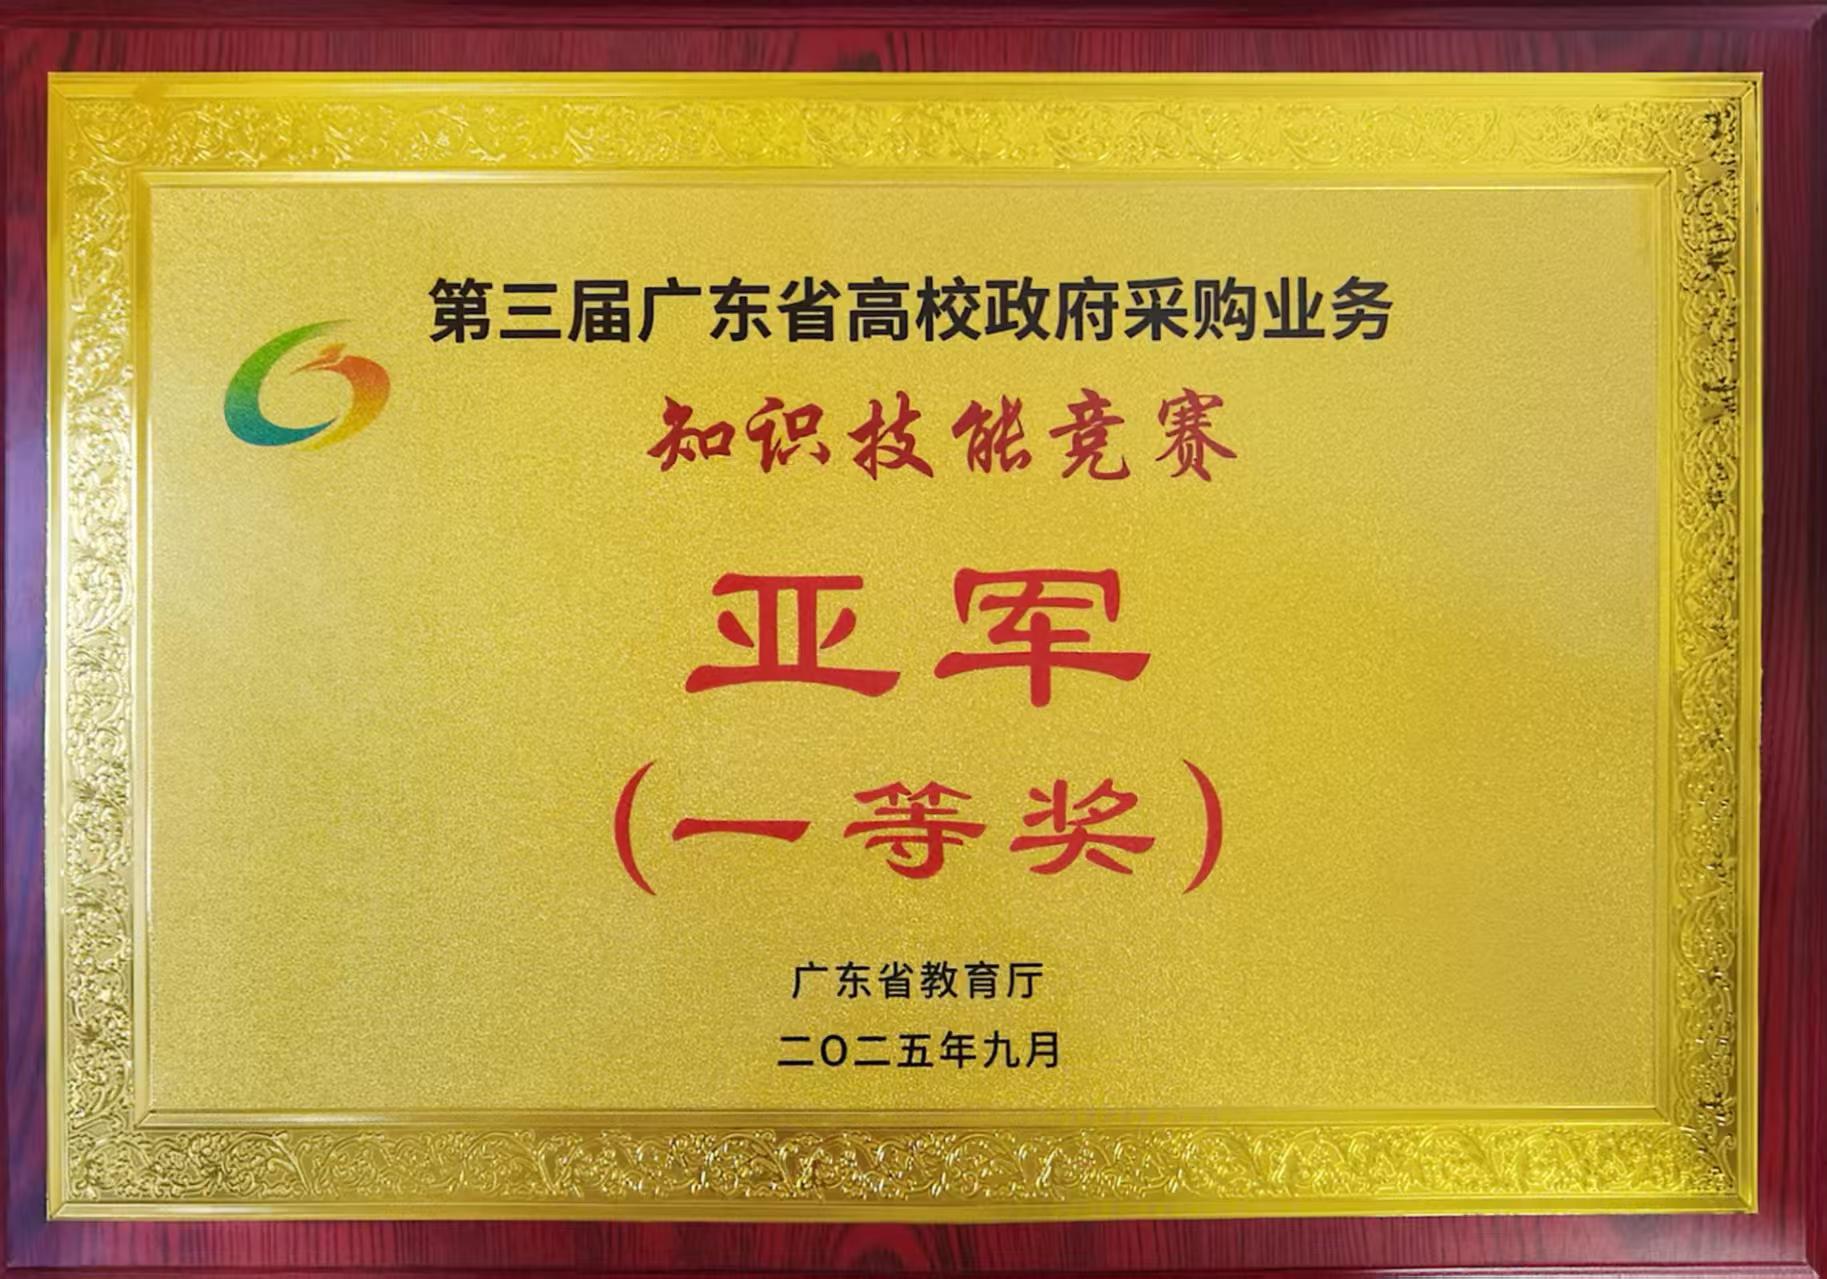 第三届广东省高校政府采购业务
知识技能竞赛
亚军
(一等奖)
广东省教育厅
二O二五年九月